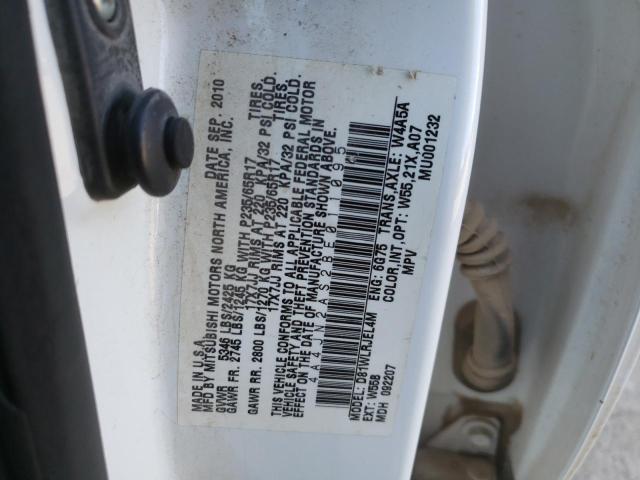 MADE IN U.S.A.
MFD BY MITSUBISHI MOTORS NORTH AMERICA, INC. DATE SEP. 2010
GVWR 5346 LBS/2425 KG
GAWR FR. 2745 LBS/1245 KG WITH P235/65R17 TIRES,
17X7JJ RIMS AT 220 KPA/32 PSI COLD.
GAWR RR. 2800 LBS/1270 KG WITH P235/65R17 TIRES,
17X7JJ RIMS AT 220 KPA/32 PSI COLD.
THIS VEHICLE CONFORMS TO ALL APPLICABLE FEDERAL MOTOR
VEHICLE SAFETY AND THEFT PREVENTION STANDARDS IN
EFFECT ON THE DATE OF MANUFACTURE SHOWN ABOVE.
4A4JN2AS2BE011095
MODEL: D81WLRJEL4M ENG: 6G75 TRANS.AXLE: W4A5A
EXT: W55B COLOR,INT,OPT: W55,21X,A07
MDH 092207 MPV MU001232